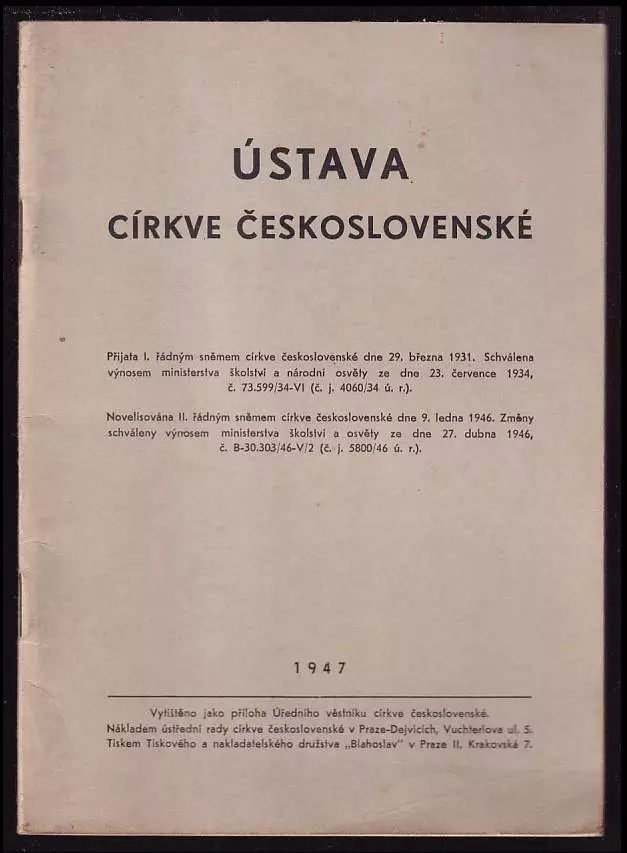 ÚSTAVA
CÍRKVE ČESKOSLOVENSKÉ
Přijata I. řádným sněmem církve československé dne 29. března 1931. Schválena
výnosem ministerstva školství a národní osvěty ze dne 23. července 1934,
č. 73.599/34-VI (č. j. 4060/34 ú. r.).
Novelisována II. řádným sněmem církve československé dne 9. ledna 1946. Změny
schváleny výnosem ministerstva školství a osvěty ze dne 27. dubna 1946,
č. B-30.303/46-V/2 (č. j. 5800/46 ú. r.).
1947
Vytištěno jako příloha Úředního věstníku církve československé.
Nákladem ústřední rady církve československé v Praze-Dejvicích, Wuchterlova ul. 5.
Tiskem Tiskového a nakladatelského družstva „Blahoslav" v Praze II, Krakovská 7.